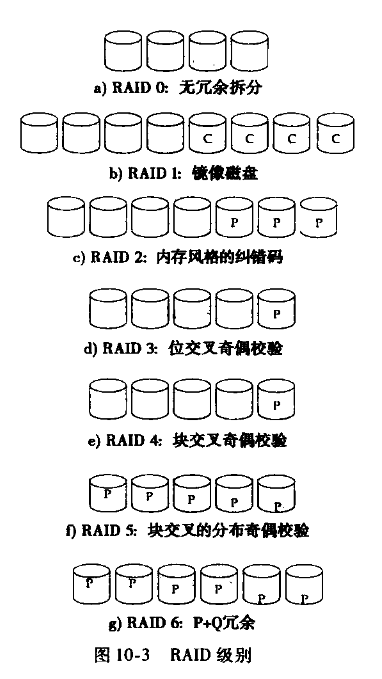 a) RAID 0: 无冗余拆分
C C C C
b) RAID 1: 镜像磁盘
P P P
c) RAID 2: 内存风格的纠错码
P
d) RAID 3: 位交叉奇偶校验
P
e) RAID 4: 块交叉奇偶校验
P P P P P
f) RAID 5: 块交叉的分布奇偶校验
P P P P P P
g) RAID 6: P+Q冗余
图 10-3 RAID 级别